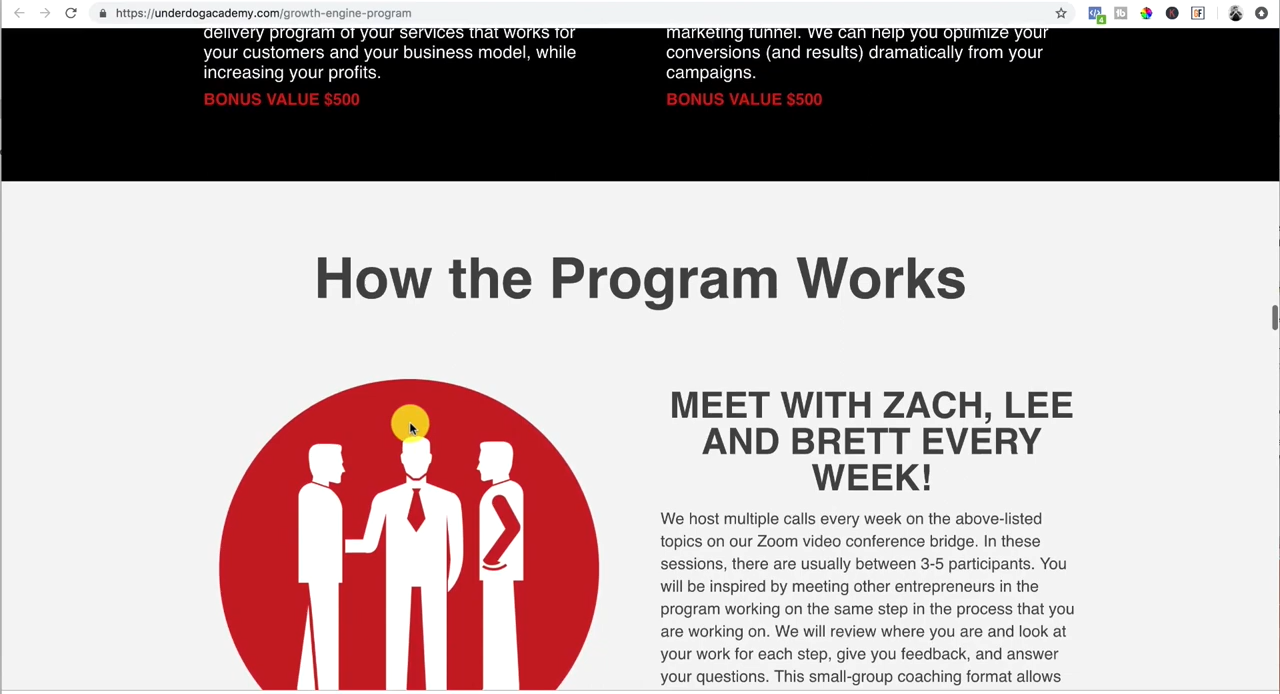 https://underdogacademy.com/growth-engine-program
4
tb
K
GF
delivery program of your services that works for
your customers and your business model, while
increasing your profits.
BONUS VALUE $500
marketing funnel. We can help you optimize your
conversions (and results) dramatically from your
campaigns.
BONUS VALUE $500
How the Program Works
MEET WITH ZACH, LEE
AND BRETT EVERY
WEEK!
We host multiple calls every week on the above-listed
topics on our Zoom video conference bridge. In these
sessions, there are usually between 3-5 participants. You
will be inspired by meeting other entrepreneurs in the
program working on the same step in the process that you
are working on. We will review where you are and look at
your work for each step, give you feedback, and answer
your questions. This small-group coaching format allows